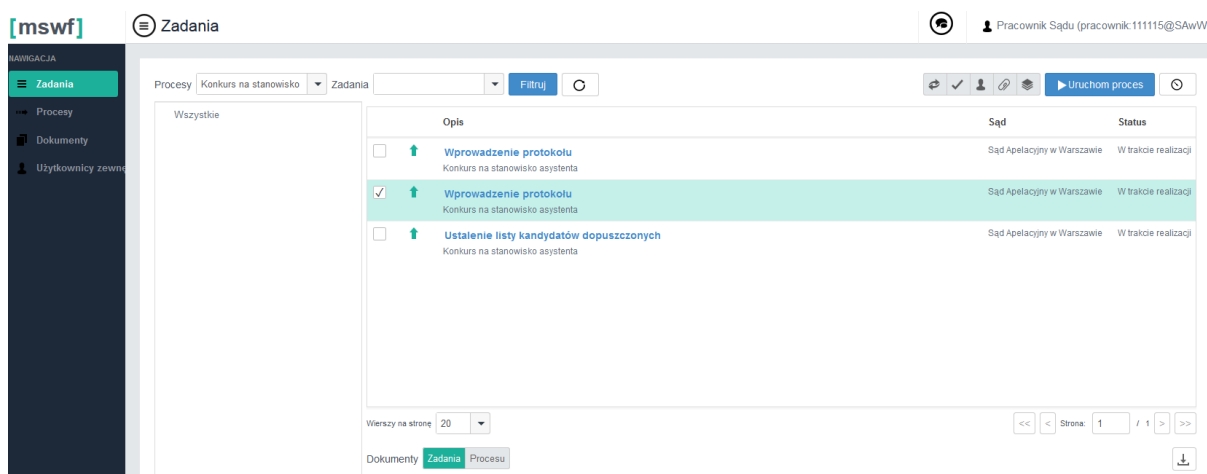 [mswf]
Zadania
Pracownik Sądu (pracownik:111115@SAwW
NAWIGACJA
Zadania
Procesy
Dokumenty
Użytkownicy zewnę
Procesy Konkurs na stanowisko Zadania Filtruj Uruchom proces
Wszystkie
Opis Sąd Status
Wprowadzenie protokołu Sąd Apelacyjny w Warszawie W trakcie realizacji
Konkurs na stanowisko asystenta
Wprowadzenie protokołu Sąd Apelacyjny w Warszawie W trakcie realizacji
Konkurs na stanowisko asystenta
Ustalenie listy kandydatów dopuszczonych Sąd Apelacyjny w Warszawie W trakcie realizacji
Konkurs na stanowisko asystenta
Wierszy na stronę 20 << < Strona: 1 / 1 > >>
Dokumenty Zadania Procesu